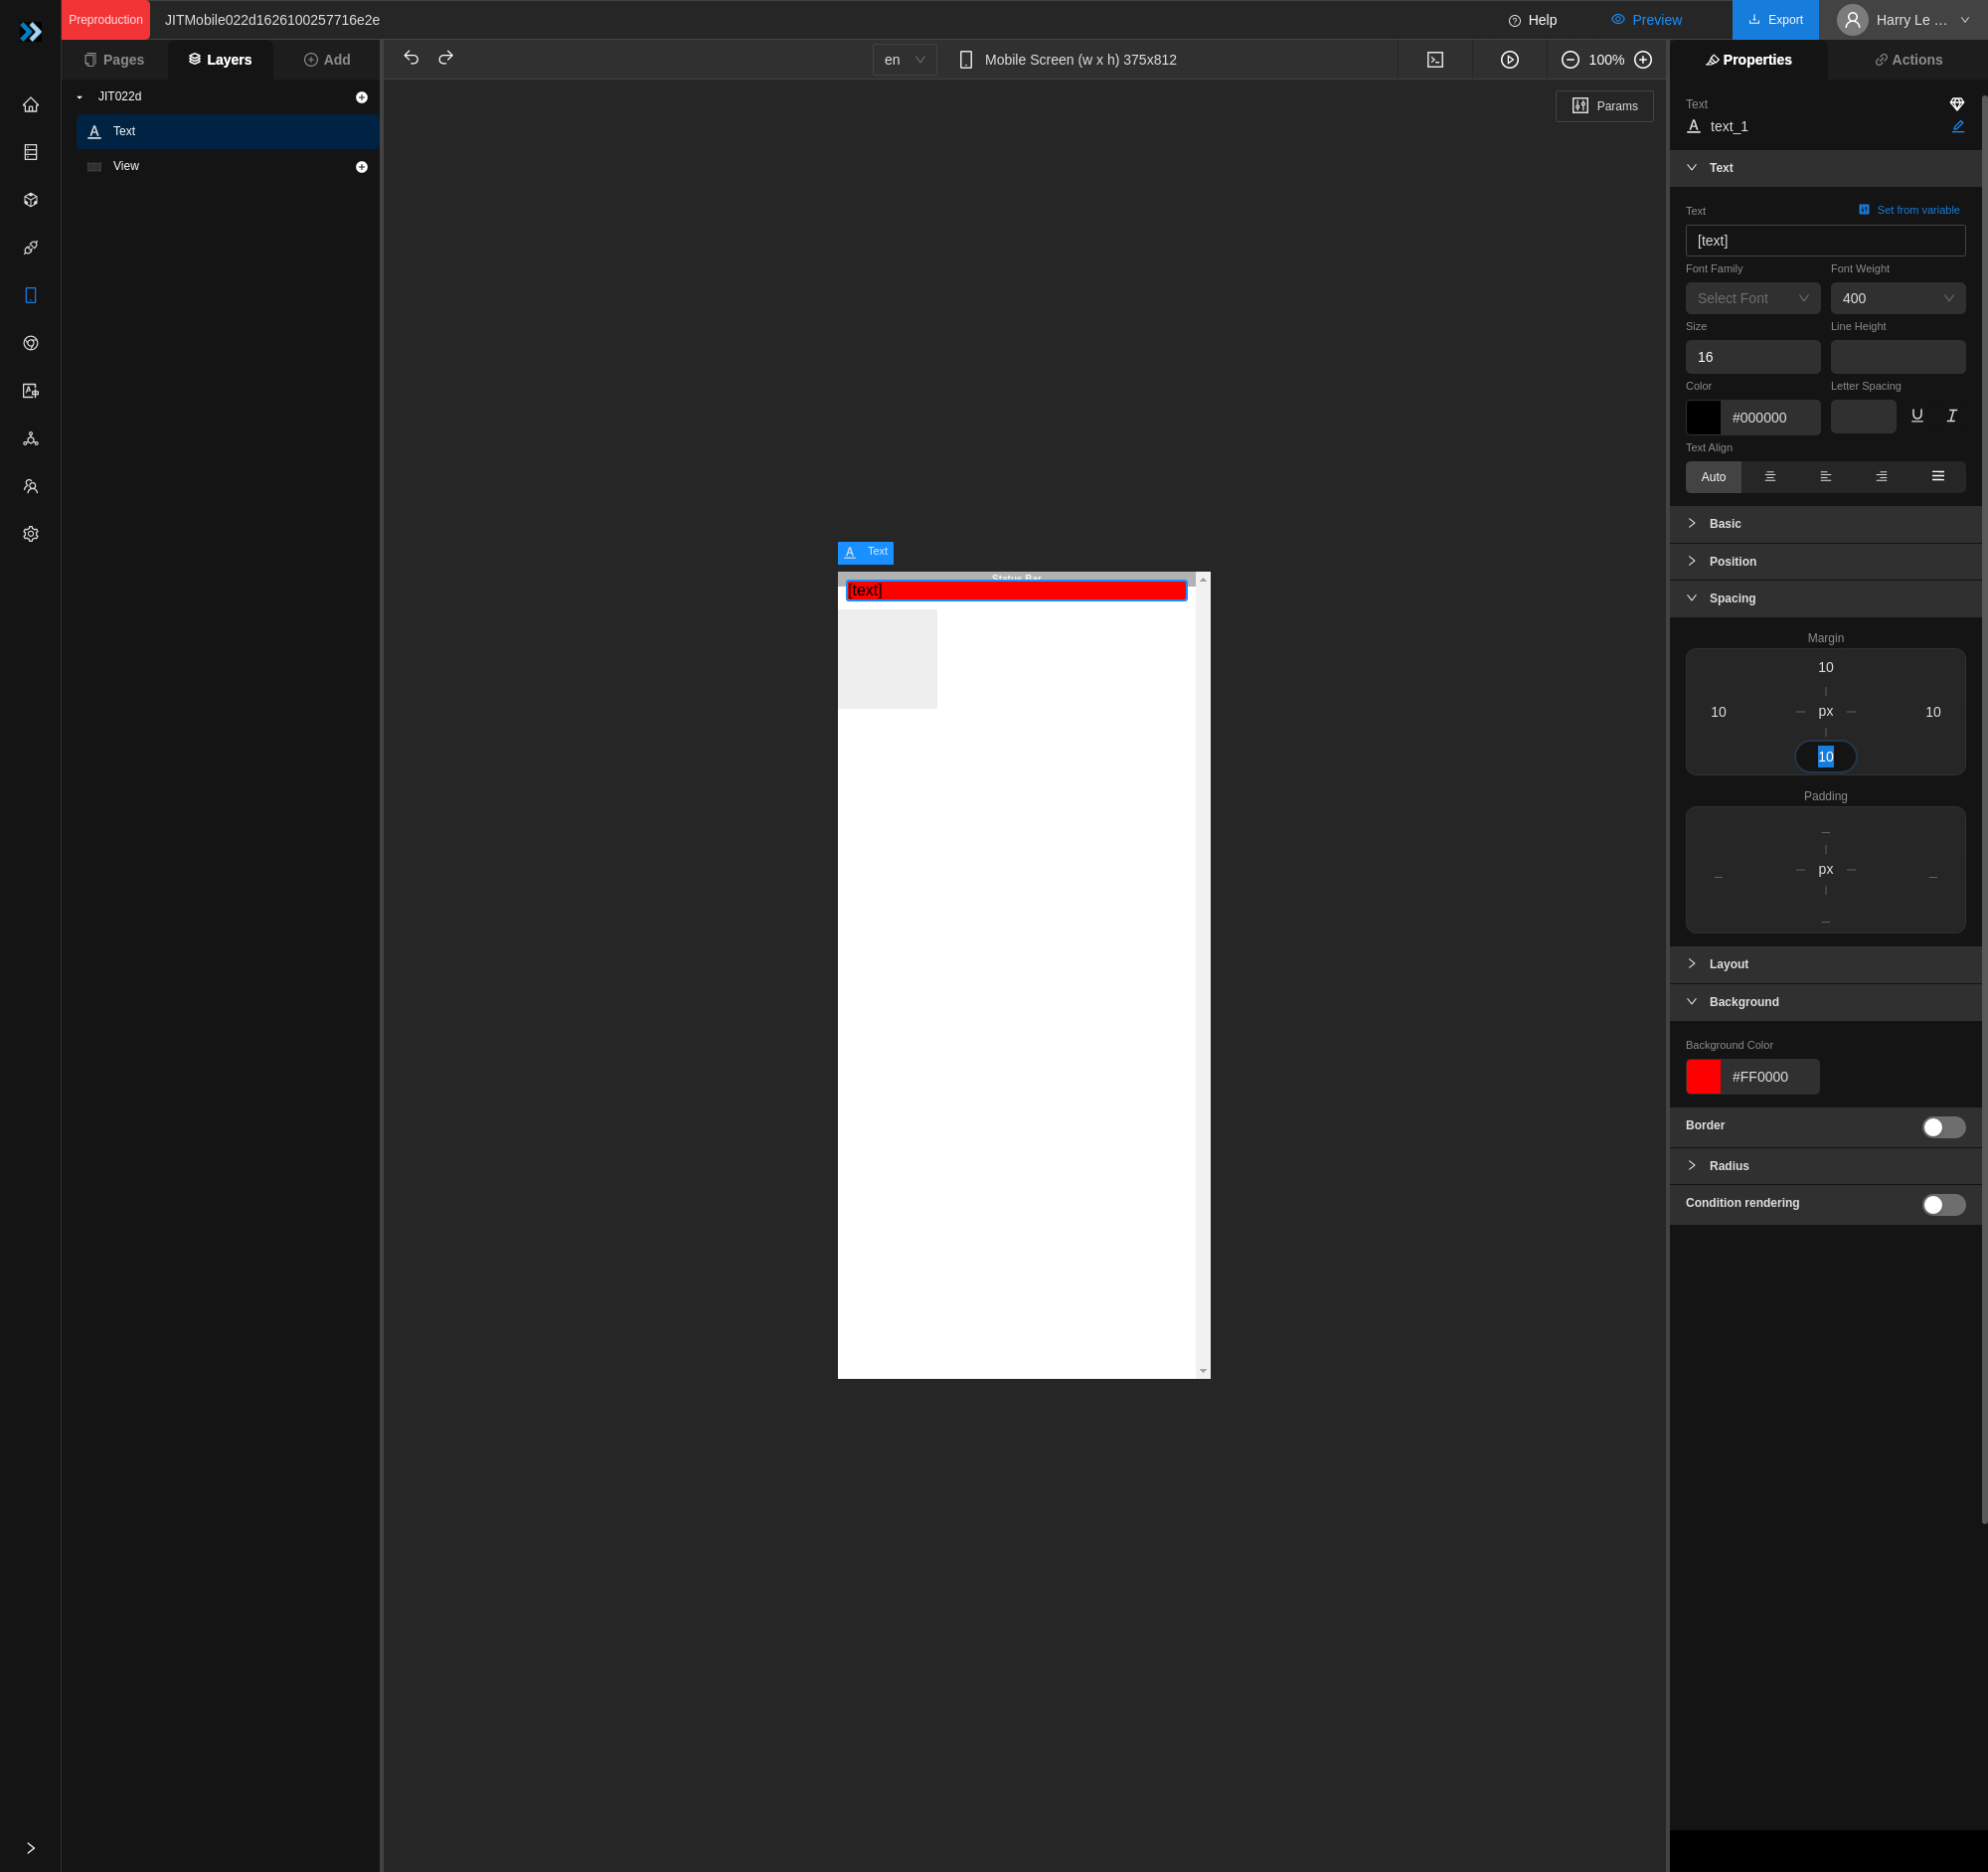 Preproduction
JITMobile022d1626100257716e2e
Help
Preview
Export
Harry Le ...
Pages
Layers
Add
en
Mobile Screen (w x h) 375x812
100%
Properties
Actions
JIT022d
Text
View
Params
Text
text_1
Text
Text
Set from variable
[text]
Font Family
Font Weight
Select Font
400
Size
Line Height
16
Color
Letter Spacing
#000000
Text Align
Auto
Basic
Position
Spacing
Margin
10
10
px
10
10
Padding
px
Layout
Background
Background Color
#FF0000
Border
Radius
Condition rendering
Text
Status Bar
[text]